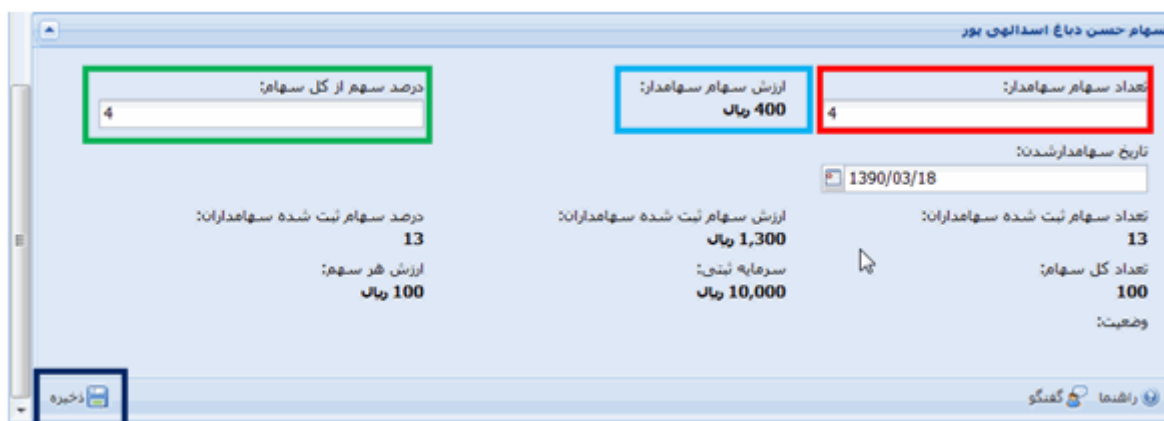 سهام حسن دباغ اسدالهی پور
تعداد سهام سهامدار: ارزش سهام سهامدار: درصد سهم از کل سهام:
4 400 ریال 4
تاریخ سهامدارشدن:
1390/03/18
تعداد سهام ثبت شده سهامداران: ارزش سهام ثبت شده سهامداران: درصد سهام ثبت شده سهامداران:
13 1,300 ریال 13
تعداد کل سهام: سرمایه ثبتی: ارزش هر سهم:
100 10,000 ریال 100 ریال
وضعیت:
راهنما گفتگو ذخیره